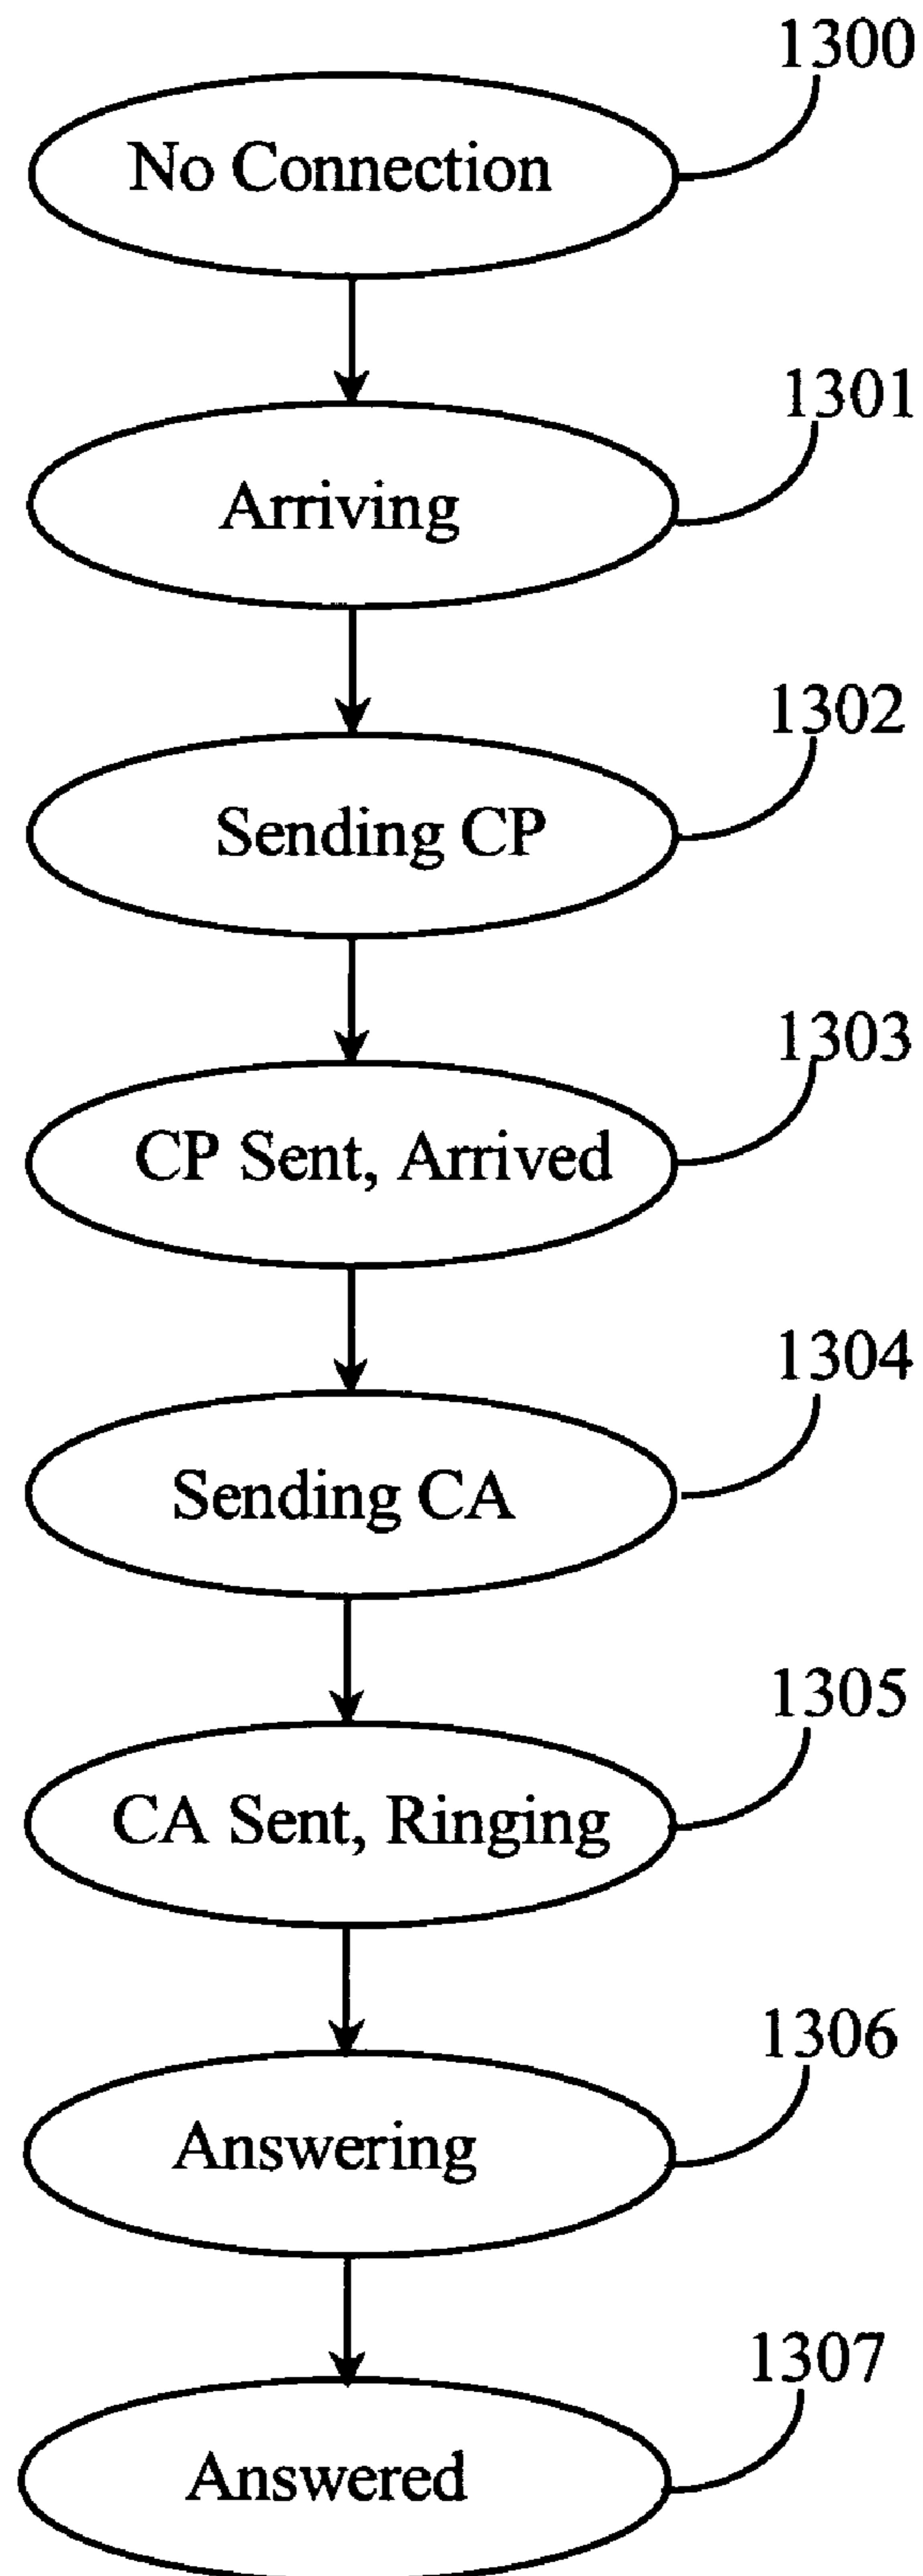 1300
No Connection
1301
Arriving
1302
Sending CP
1303
CP Sent, Arrived
1304
Sending CA
1305
CA Sent, Ringing
1306
Answering
1307
Answered